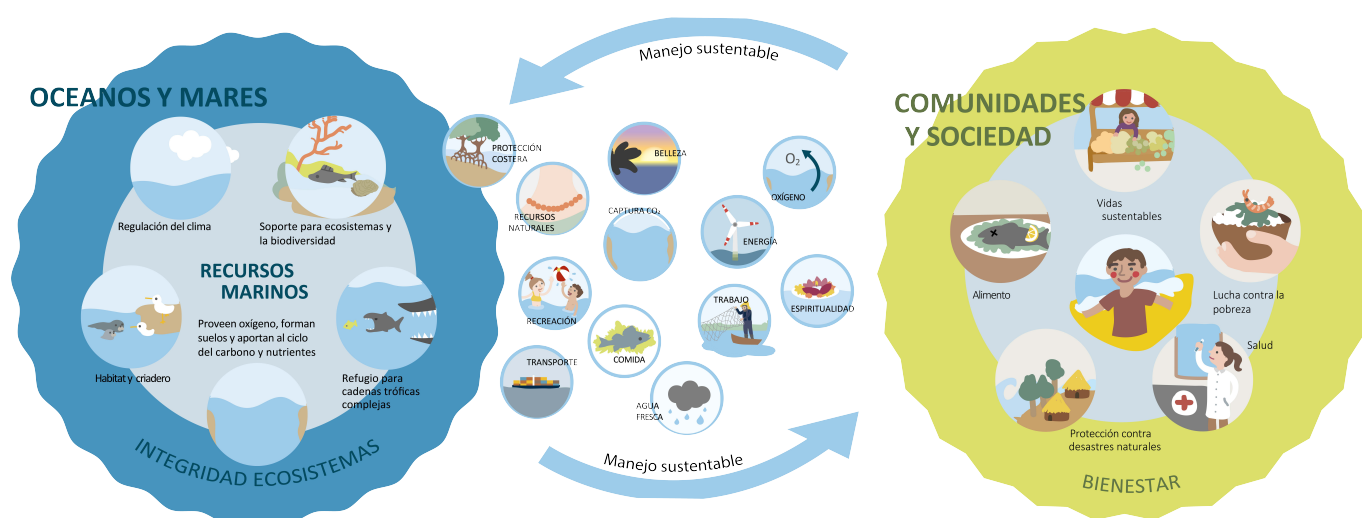 OCEANOS Y MARES
Regulación del clima
Soporte para ecosistemas y
la biodiversidad
RECURSOS
MARINOS
Proveen oxígeno, forman
suelos y aportan al ciclo
del carbono y nutrientes
Habitat y criadero
Refugio para
cadenas tróficas
complejas
INTEGRIDAD ECOSISTEMAS
Manejo sustentable
PROTECCIÓN
COSTERA
BELLEZA
O₂
OXÍGENO
RECURSOS
NATURALES
CAPTURA CO₂
ENERGÍA
RECREACIÓN
TRABAJO
ESPIRITUALIDAD
COMIDA
TRANSPORTE
AGUA
FRESCA
Manejo sustentable
COMUNIDADES
Y SOCIEDAD
Vidas
sustentables
Alimento
Lucha contra la
pobreza
Salud
Protección contra
desastres naturales
BIENESTAR